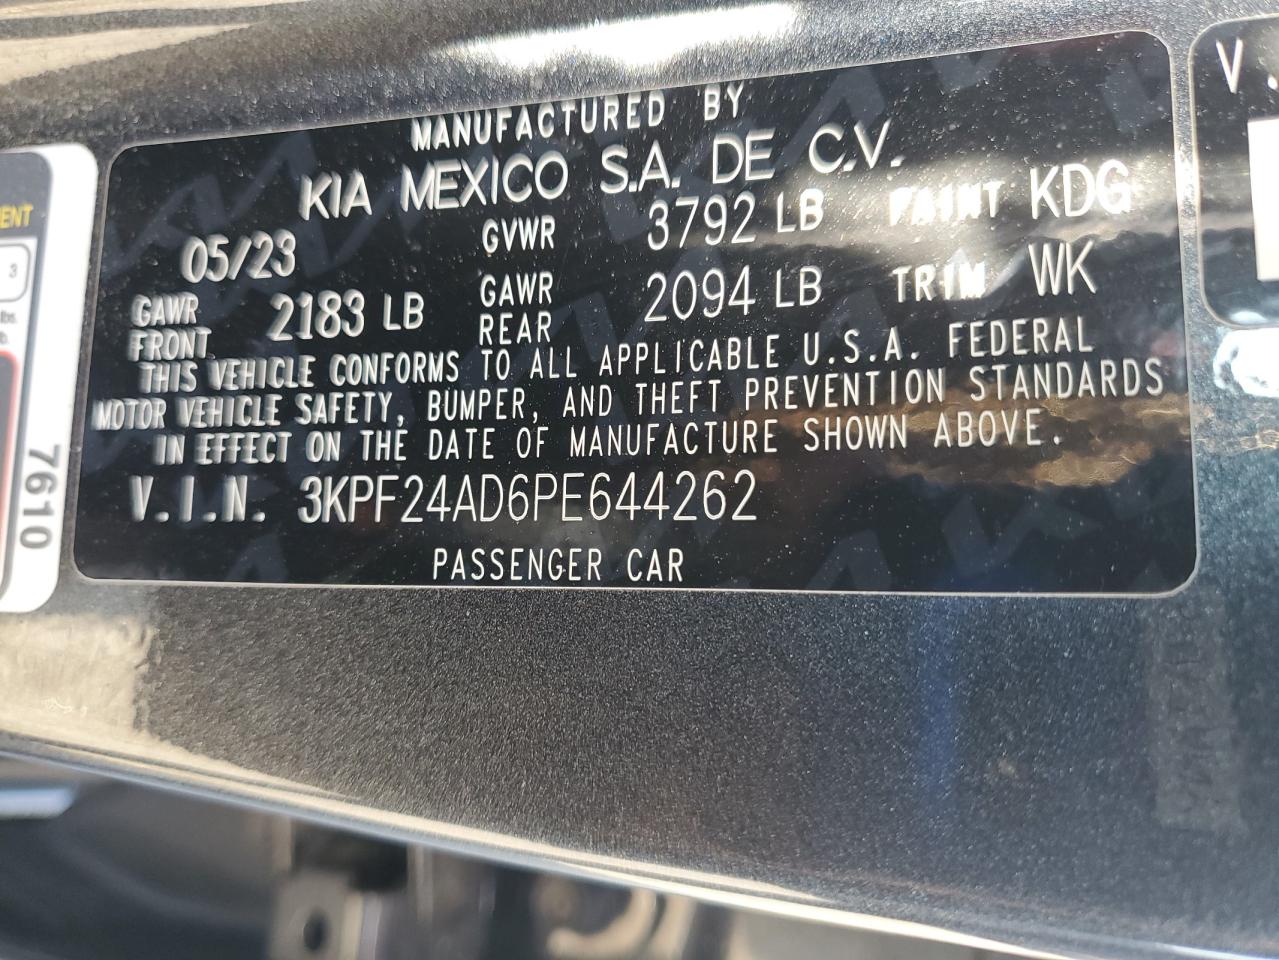 MANUFACTURED BY
KIA MEXICO S.A. DE C.V.
05/23 GVWR 3792 LB PAINT KDG
GAWR FRONT 2183 LB GAWR REAR 2094 LB TRIM WK
THIS VEHICLE CONFORMS TO ALL APPLICABLE U.S.A. FEDERAL
MOTOR VEHICLE SAFETY, BUMPER, AND THEFT PREVENTION STANDARDS
IN EFFECT ON THE DATE OF MANUFACTURE SHOWN ABOVE.
V.I.N. 3KPF24AD6PE644262
PASSENGER CAR
7610
3
V.